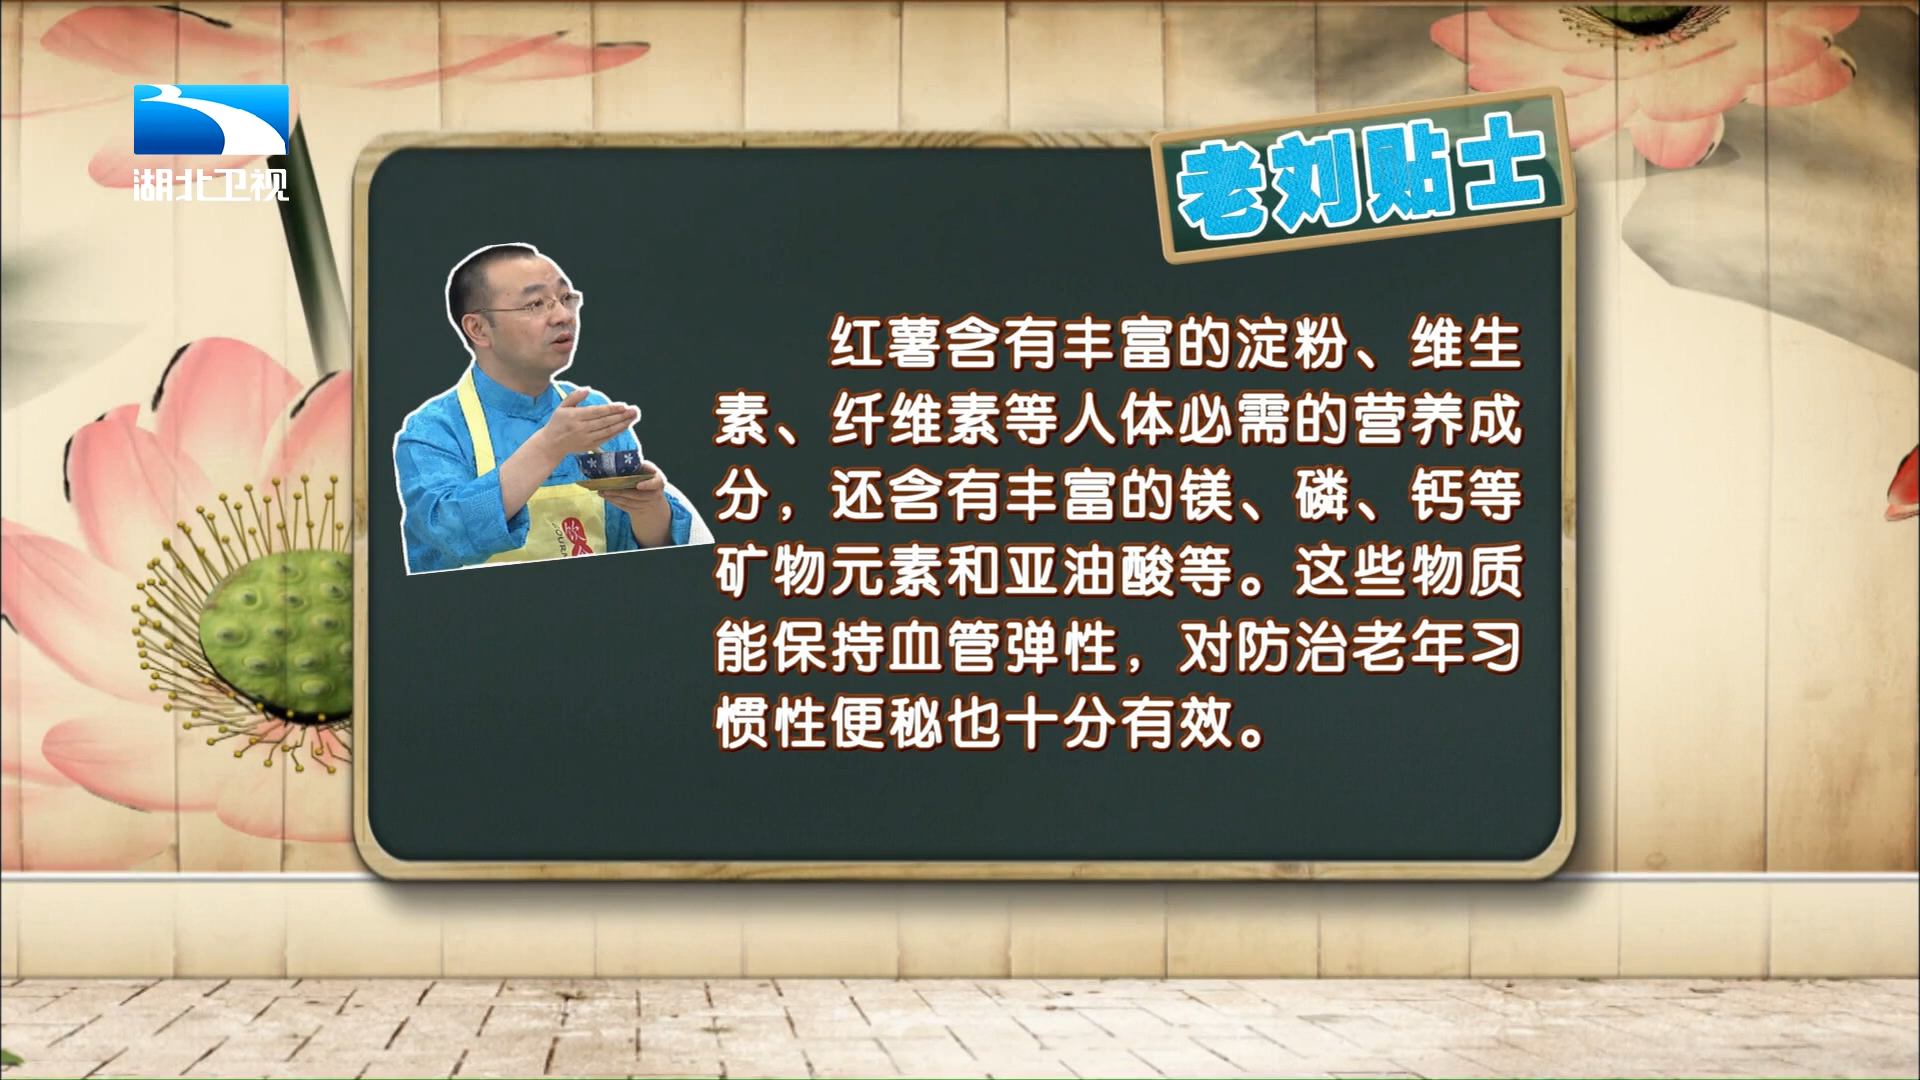 湖北卫视
老刘贴士
红薯含有丰富的淀粉、维生
素、纤维素等人体必需的营养成
分，还含有丰富的镁、磷、钙等
矿物元素和亚油酸等。这些物质
能保持血管弹性，对防治老年习
惯性便秘也十分有效。